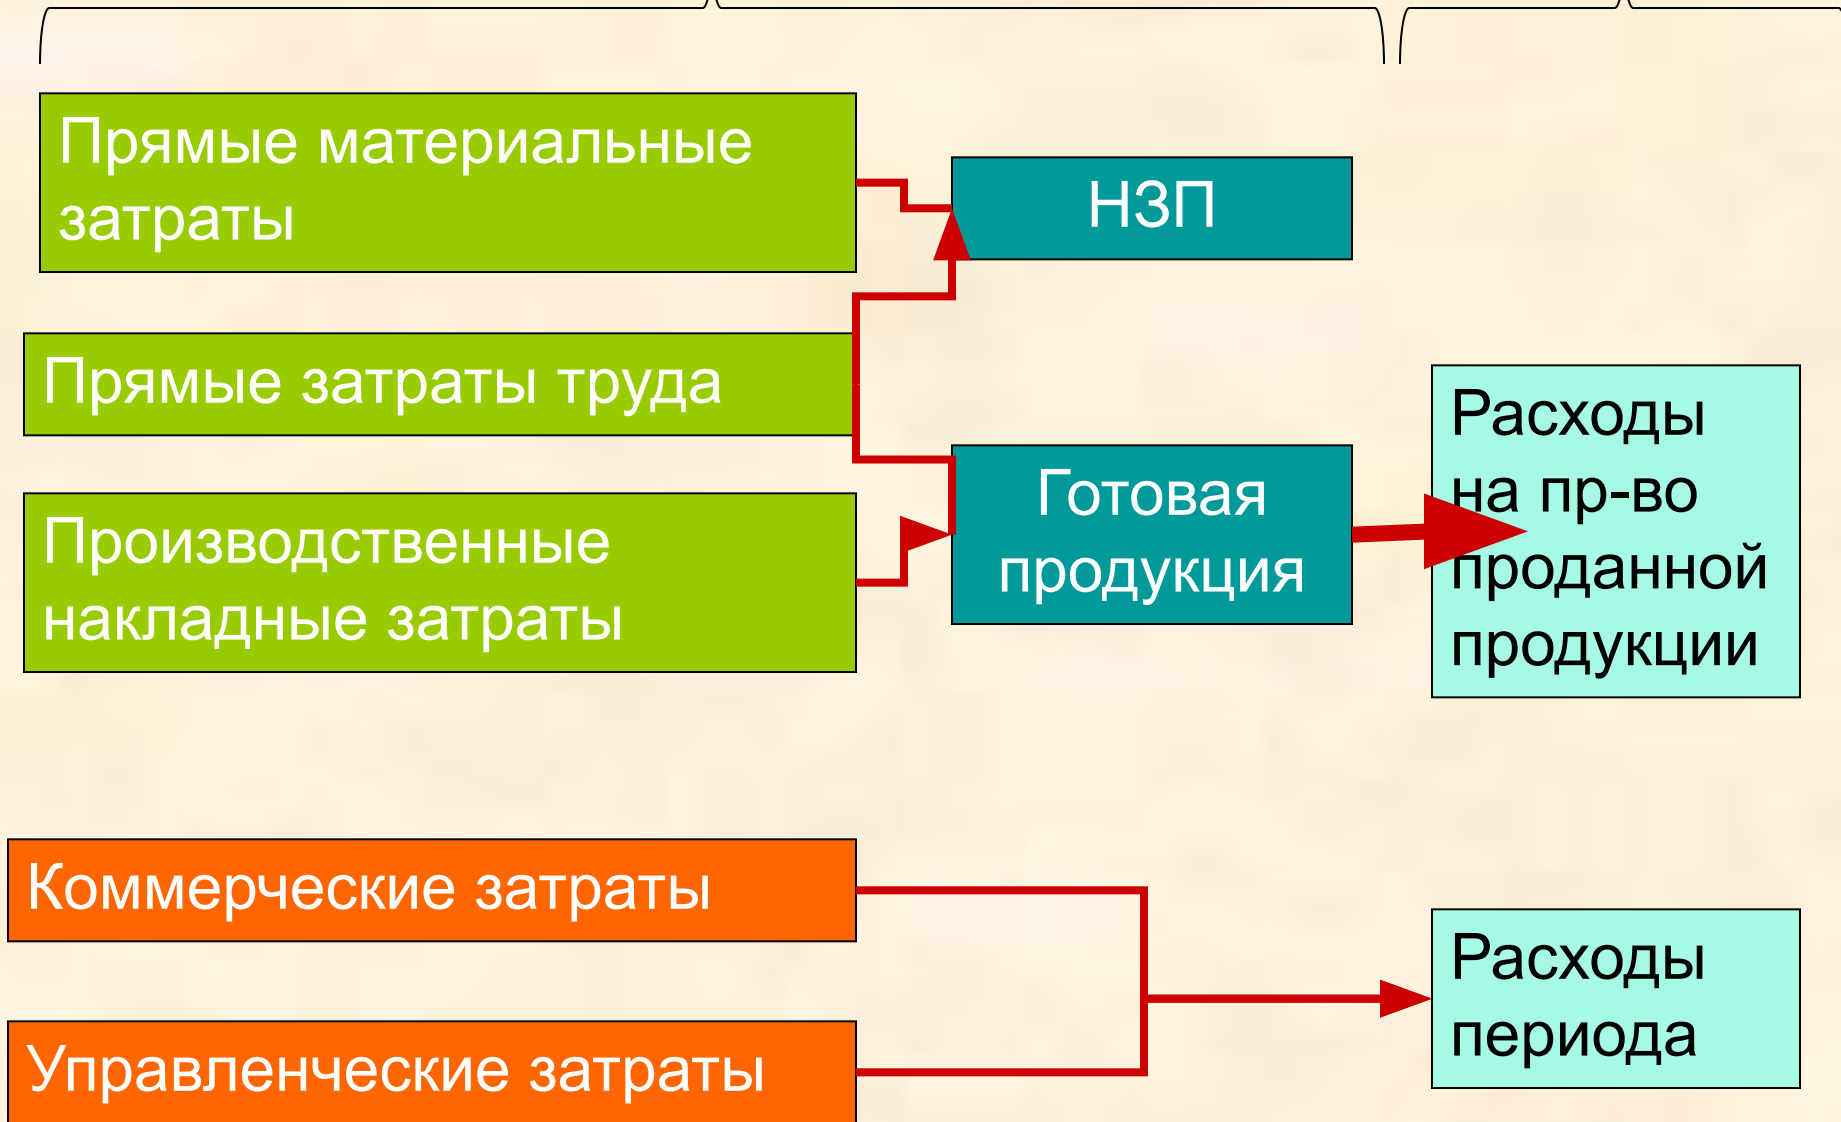 Прямые материальные
затраты
НЗП
Прямые затраты труда
Производственные
накладные затраты
Готовая
продукция
Расходы
на пр-во
проданной
продукции
Коммерческие затраты
Управленческие затраты
Расходы
периода